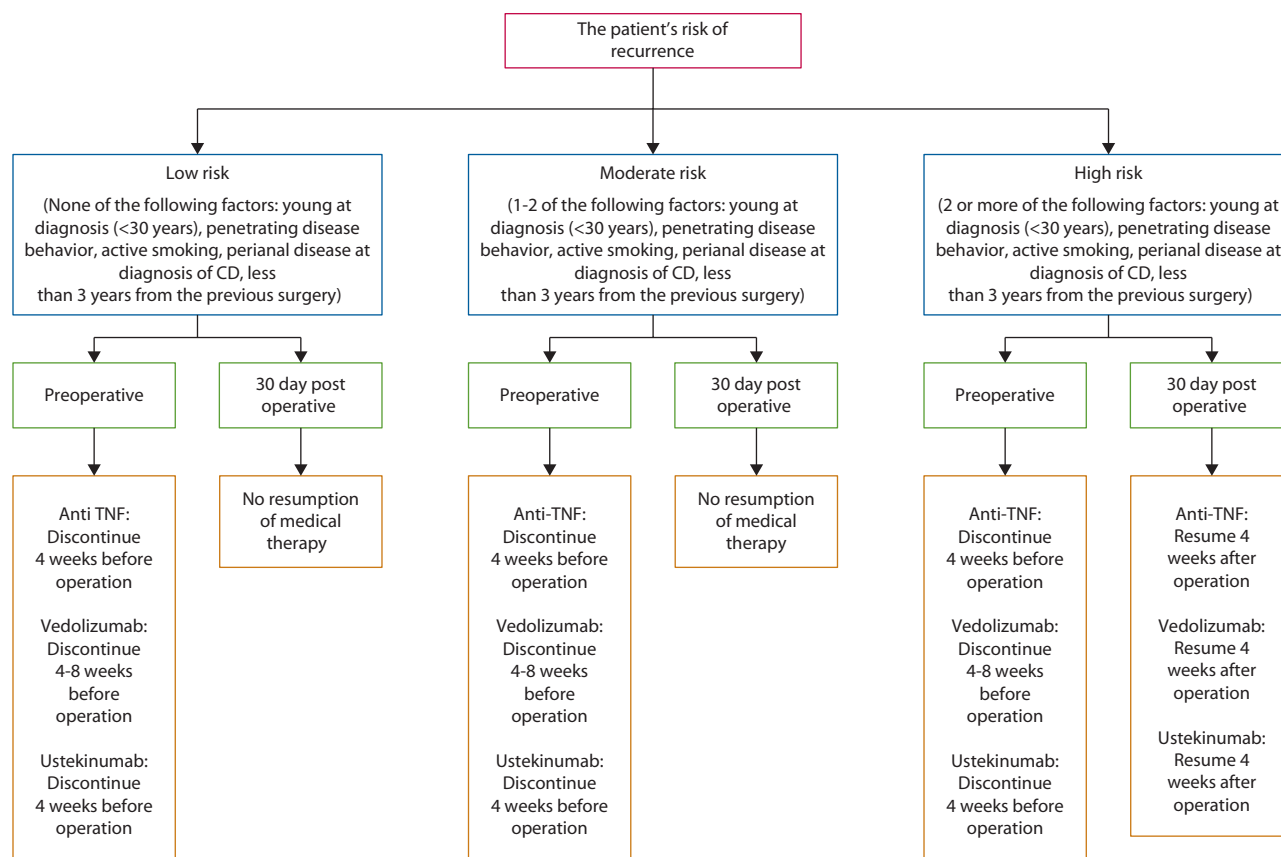 The patient's risk of
recurrence
Low risk
(None of the following factors: young at
diagnosis (<30 years), penetrating disease
behavior, active smoking, perianal disease at
diagnosis of CD, less
than 3 years from the previous surgery)
Moderate risk
(1-2 of the following factors: young at
diagnosis (<30 years), penetrating disease
behavior, active smoking, perianal disease at
diagnosis of CD, less
than 3 years from the previous surgery)
High risk
(2 or more of the following factors: young at
diagnosis (<30 years), penetrating disease
behavior, active smoking, perianal disease at
diagnosis of CD, less
than 3 years from the previous surgery)
Preoperative
30 day post
operative
Preoperative
30 day post
operative
Preoperative
30 day post
operative
Anti TNF:
Discontinue
4 weeks before
operation
Vedolizumab:
Discontinue
4-8 weeks
before
operation
Ustekinumab:
Discontinue
4 weeks before
operation
No resumption
of medical
therapy
Anti-TNF:
Discontinue
4 weeks before
operation
Vedolizumab:
Discontinue
4-8 weeks
before
operation
Ustekinumab:
Discontinue
4 weeks before
operation
No resumption
of medical
therapy
Anti-TNF:
Discontinue
4 weeks before
operation
Vedolizumab:
Discontinue
4-8 weeks
before
operation
Ustekinumab:
Discontinue
4 weeks before
operation
Anti-TNF:
Resume 4
weeks after
operation
Vedolizumab:
Resume 4
weeks after
operation
Ustekinumab:
Resume 4
weeks after
operation